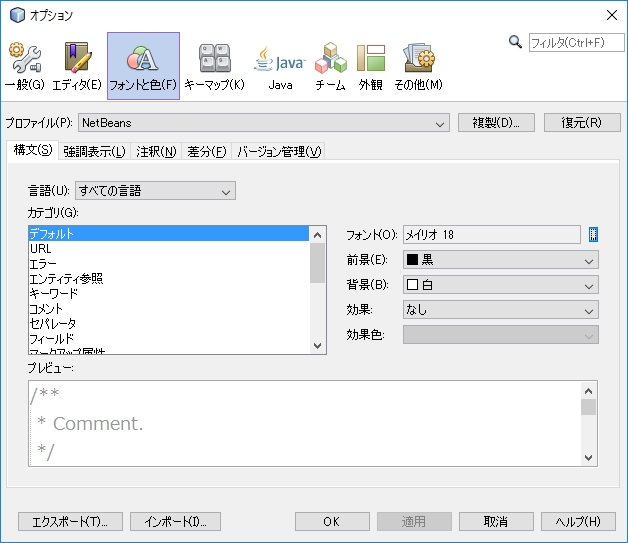 オプション
フィルタ(Ctrl+F)
一般(G) エディタ(E) フォントと色(F) キーマップ(K) Java チーム 外観 その他(M)
プロファイル(P): NetBeans 複製(D)... 復元(R)
構文(S) 強調表示(L) 注釈(N) 差分(F) バージョン管理(V)
言語(U): すべての言語
カテゴリ(G):
デフォルト
URL
エラー
エンティティ参照
キーワード
コメント
セパレータ
フィールド
マークアップ属性
フォント(O): メイリオ 18
前景(E): 黒
背景(B): 白
効果: なし
効果色:
プレビュー:
/**
* Comment.
*/
エクスポート(T)... インポート(I)... OK 適用 取消 ヘルプ(H)